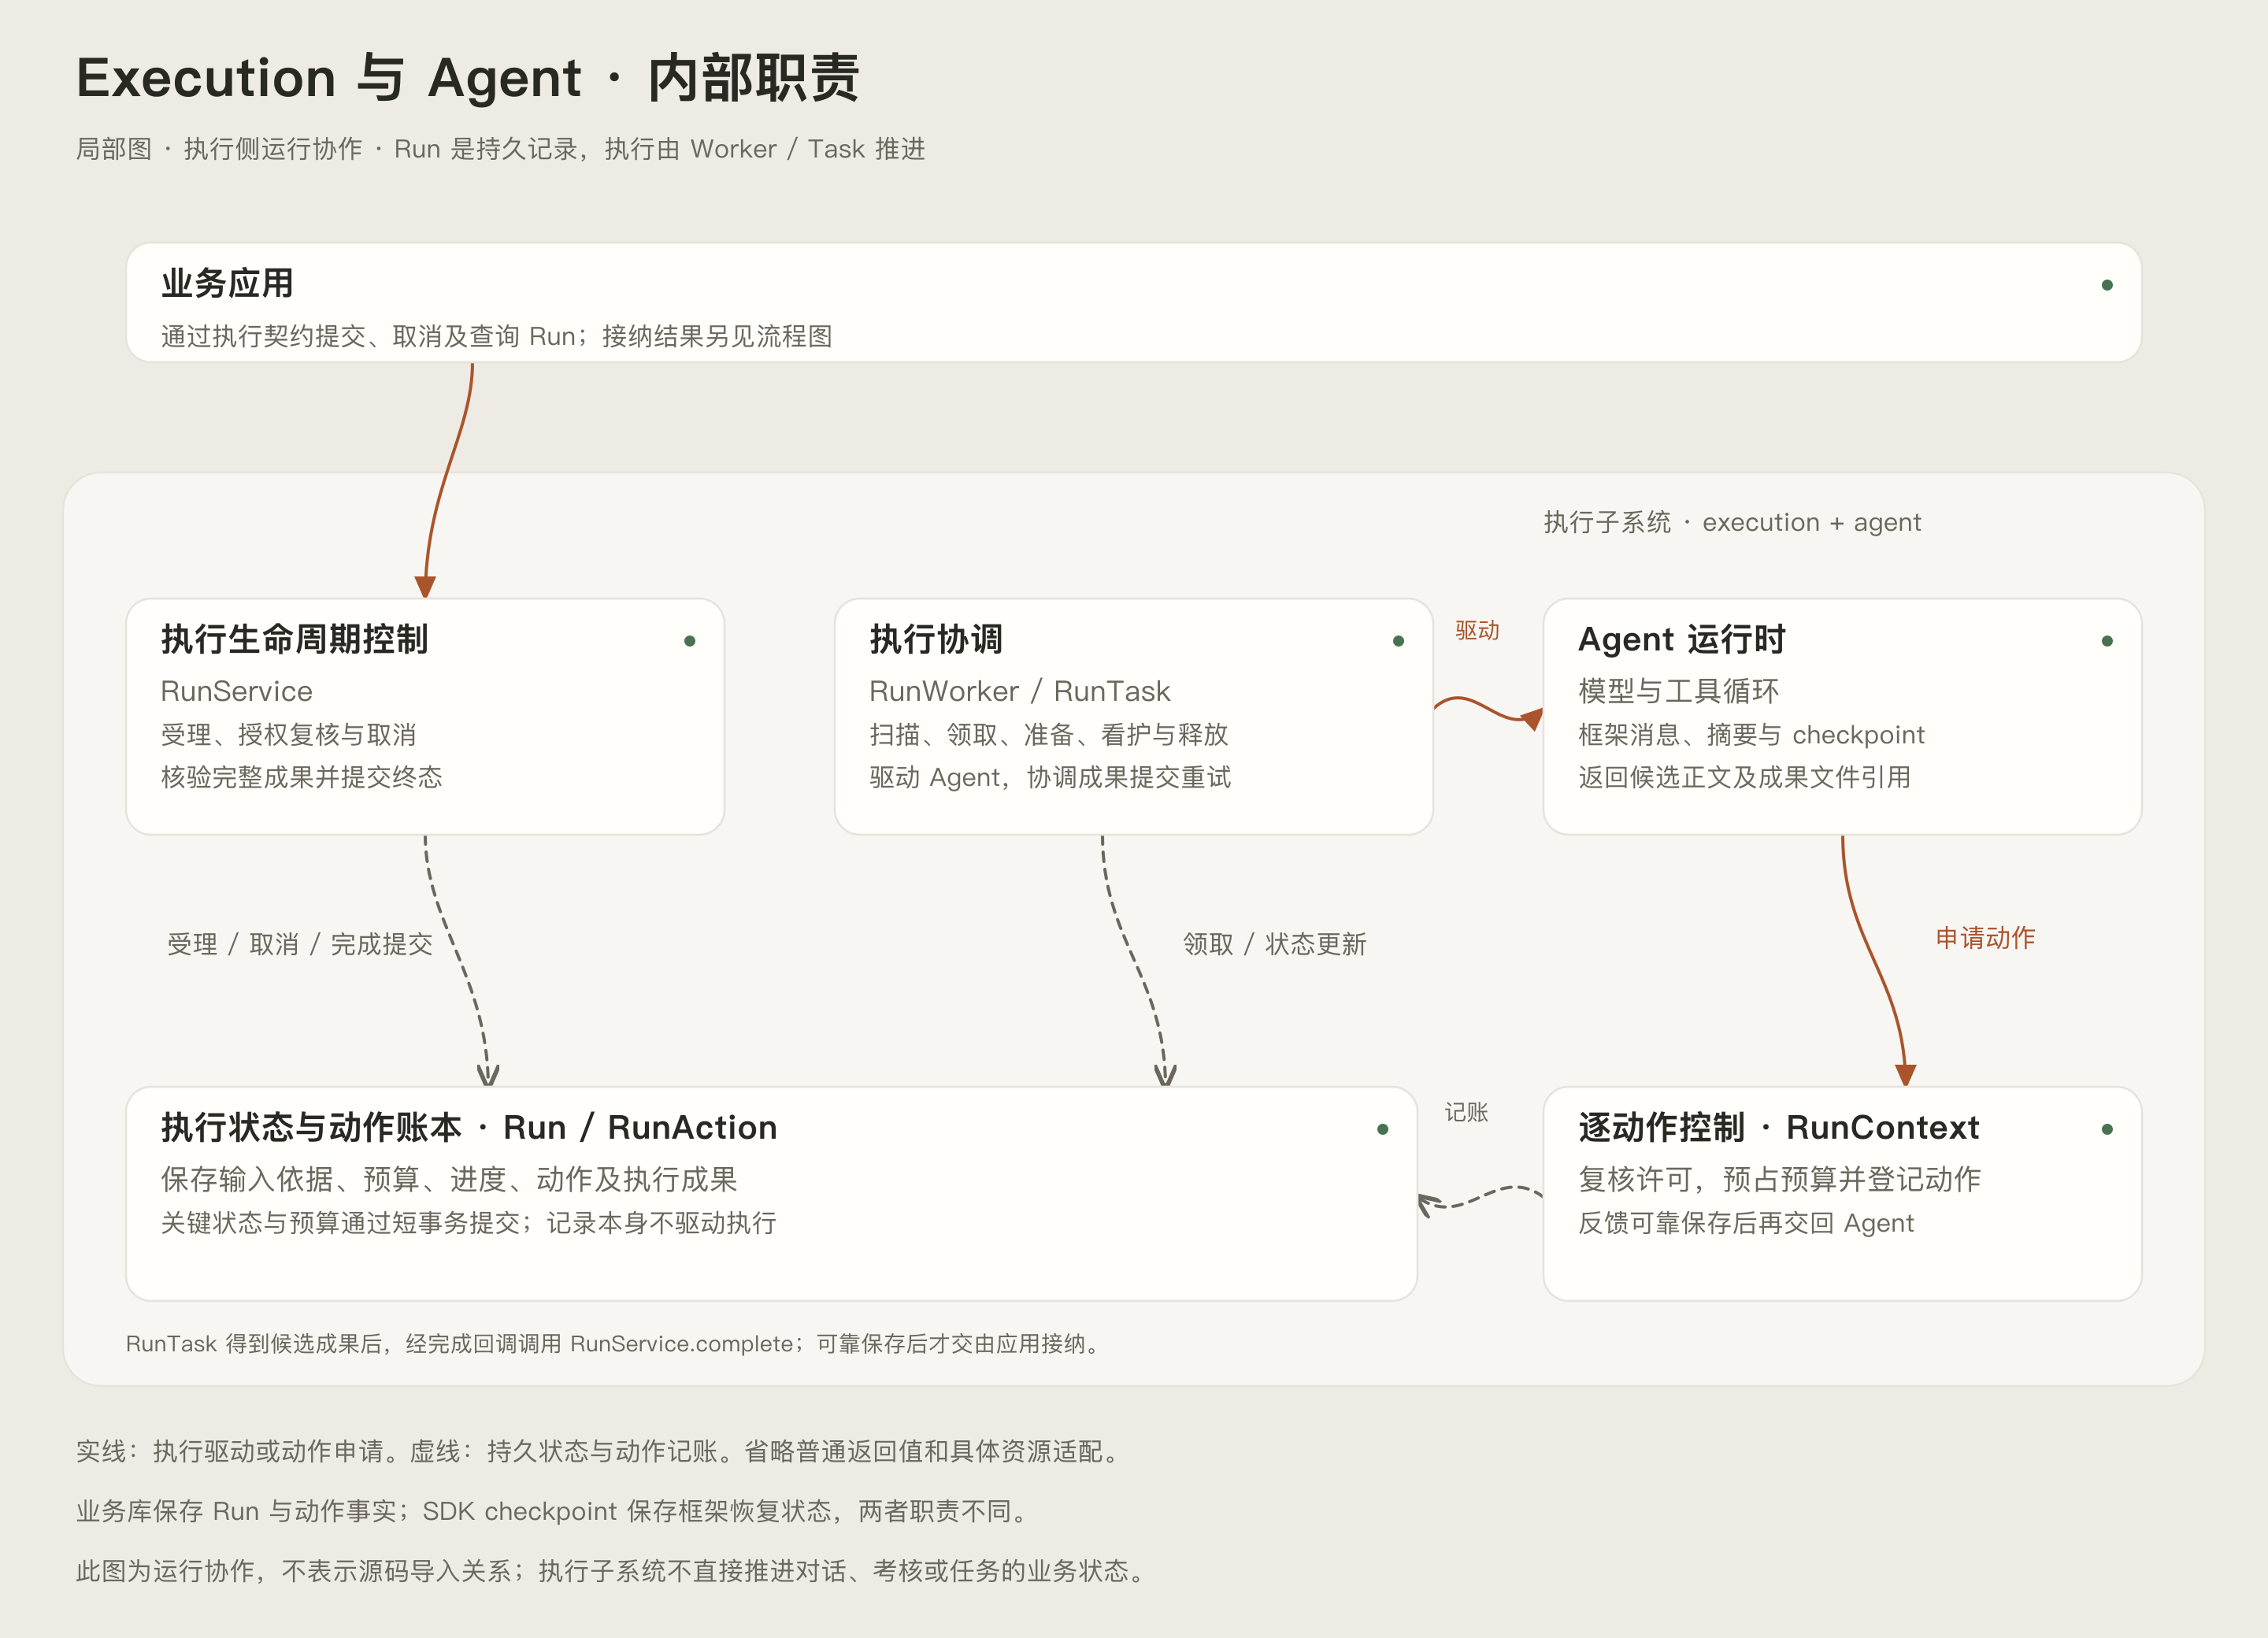 Execution 与 Agent · 内部职责
局部图 · 执行侧运行协作 · Run 是持久记录，执行由 Worker / Task 推进
业务应用
通过执行契约提交、取消及查询 Run；接纳结果另见流程图
执行子系统 · execution + agent
执行生命周期控制
RunService
受理、授权复核与取消
核验完整成果并提交终态
执行协调
RunWorker / RunTask
扫描、领取、准备、看护与释放
驱动 Agent，协调成果提交重试
驱动
Agent 运行时
模型与工具循环
框架消息、摘要与 checkpoint
返回候选正文及成果文件引用
受理 / 取消 / 完成提交
领取 / 状态更新
申请动作
执行状态与动作账本 · Run / RunAction
保存输入依据、预算、进度、动作及执行成果
关键状态与预算通过短事务提交；记录本身不驱动执行
记账
逐动作控制 · RunContext
复核许可，预占预算并登记动作
反馈可靠保存后再交回 Agent
RunTask 得到候选成果后，经完成回调调用 RunService.complete；可靠保存后才交由应用接纳。
实线：执行驱动或动作申请。虚线：持久状态与动作记账。省略普通返回值和具体资源适配。
业务库保存 Run 与动作事实；SDK checkpoint 保存框架恢复状态，两者职责不同。
此图为运行协作，不表示源码导入关系；执行子系统不直接推进对话、考核或任务的业务状态。